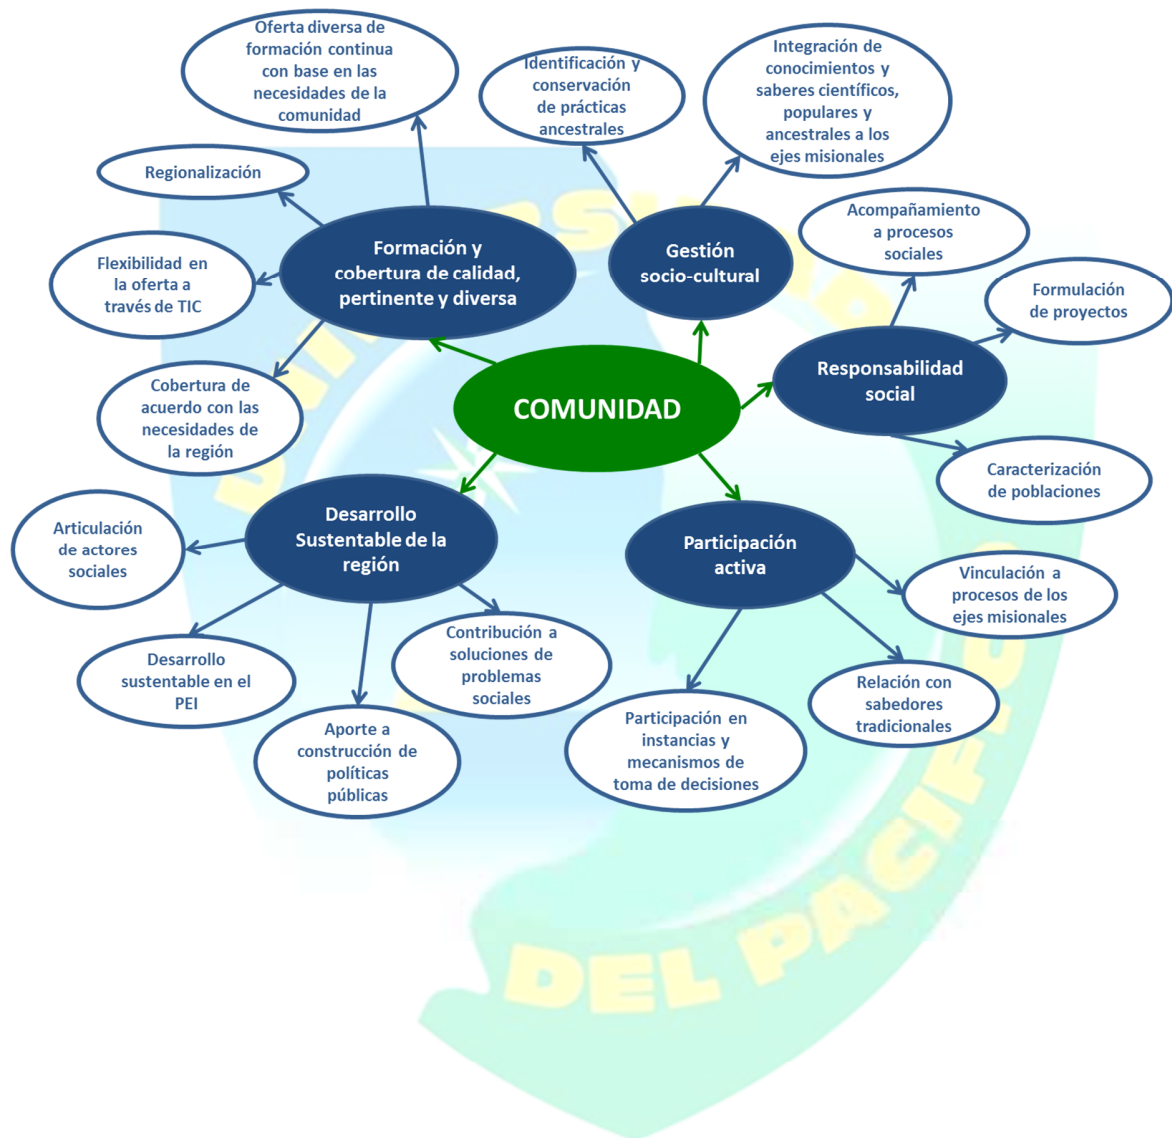 Oferta diversa de
formación continua
con base en las
necesidades de la
comunidad
Identificación y
conservación
de prácticas
ancestrales
Integración de
conocimientos y
saberes científicos,
populares y
ancestrales a los
ejes misionales
Regionalización
Acompañamiento
a procesos
sociales
Formación y
cobertura de calidad,
pertinente y diversa
Gestión
socio-cultural
Flexibilidad en
la oferta a
través de TIC
Formulación
de proyectos
Responsabilidad
social
COMUNIDAD
Cobertura de
acuerdo con las
necesidades de
la región
Caracterización
de poblaciones
Desarrollo
Sustentable de la
región
Participación
activa
Articulación
de actores
sociales
Vinculación a
procesos de los
ejes misionales
Contribución a
soluciones de
problemas
sociales
Desarrollo
sustentable en el
PEI
Relación con
sabedores
tradicionales
Aporte a
construcción de
políticas
públicas
Participación en
instancias y
mecanismos de
toma de decisiones
DEL PACIFICO